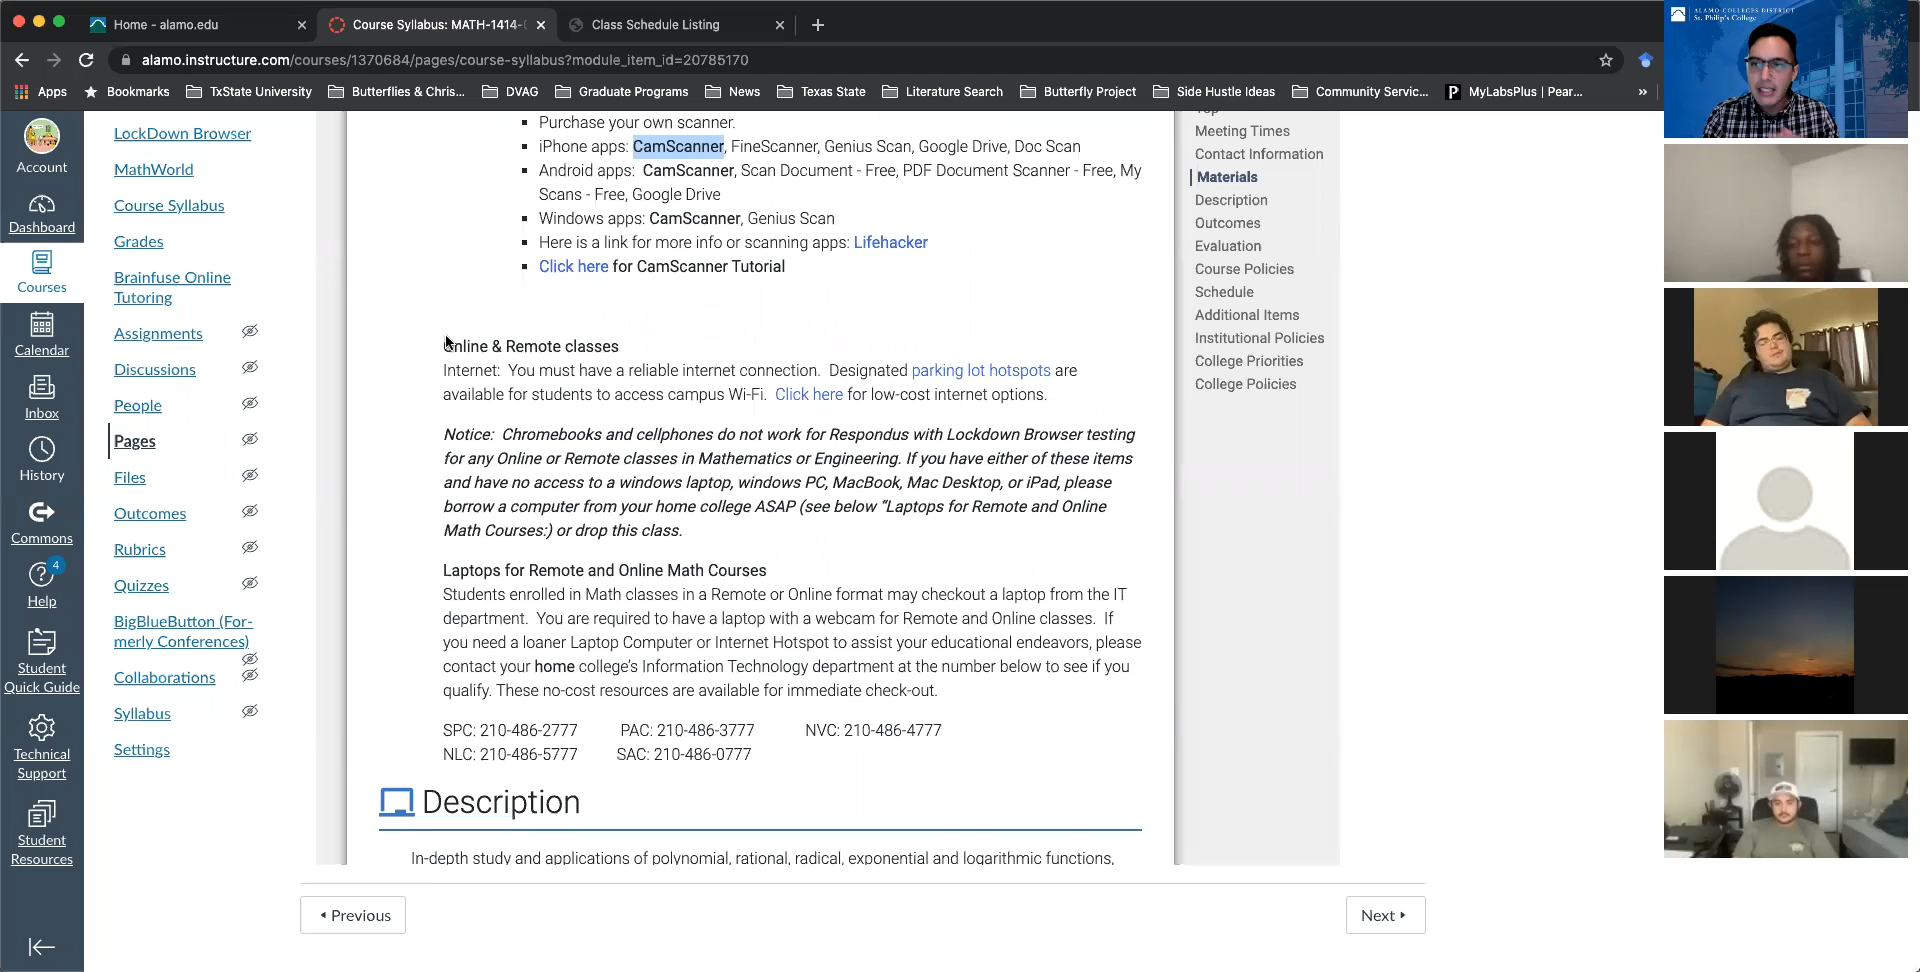 Home - alamo.edu
Course Syllabus: MATH-1414-
Class Schedule Listing
alamo.instructure.com/courses/1370684/pages/course-syllabus?module_item_id=20785170
Apps
Bookmarks
TxState University
Butterflies & Chris...
DVAG
Graduate Programs
News
Texas State
Literature Search
Butterfly Project
Side Hustle Ideas
Community Servic...
MyLabsPlus | Pear...
»
ALAMO COLLEGES DISTRICT
St. Philip's College
Account
Dashboard
Courses
Calendar
Inbox
History
Commons
4
Help
Student
Quick Guide
Technical
Support
Student
Resources
LockDown Browser
MathWorld
Course Syllabus
Grades
Brainfuse Online
Tutoring
Assignments
Discussions
People
Pages
Files
Outcomes
Rubrics
Quizzes
BigBlueButton (For-
merly Conferences)
Collaborations
Syllabus
Settings
Purchase your own scanner.
iPhone apps: CamScanner, FineScanner, Genius Scan, Google Drive, Doc Scan
Android apps: CamScanner, Scan Document - Free, PDF Document Scanner - Free, My
Scans - Free, Google Drive
Windows apps: CamScanner, Genius Scan
Here is a link for more info or scanning apps: Lifehacker
Click here for CamScanner Tutorial
Online & Remote classes
Internet: You must have a reliable internet connection. Designated parking lot hotspots are
available for students to access campus Wi-Fi. Click here for low-cost internet options.
Notice: Chromebooks and cellphones do not work for Respondus with Lockdown Browser testing
for any Online or Remote classes in Mathematics or Engineering. If you have either of these items
and have no access to a windows laptop, windows PC, MacBook, Mac Desktop, or iPad, please
borrow a computer from your home college ASAP (see below “Laptops for Remote and Online
Math Courses:) or drop this class.
Laptops for Remote and Online Math Courses
Students enrolled in Math classes in a Remote or Online format may checkout a laptop from the IT
department. You are required to have a laptop with a webcam for Remote and Online classes. If
you need a loaner Laptop Computer or Internet Hotspot to assist your educational endeavors, please
contact your home college's Information Technology department at the number below to see if you
qualify. These no-cost resources are available for immediate check-out.
SPC: 210-486-2777 PAC: 210-486-3777 NVC: 210-486-4777
NLC: 210-486-5777 SAC: 210-486-0777
Description
In-depth study and applications of polynomial, rational, radical, exponential and logarithmic functions,
Previous
Next
Top
Meeting Times
Contact Information
Materials
Description
Outcomes
Evaluation
Course Policies
Schedule
Additional Items
Institutional Policies
College Priorities
College Policies